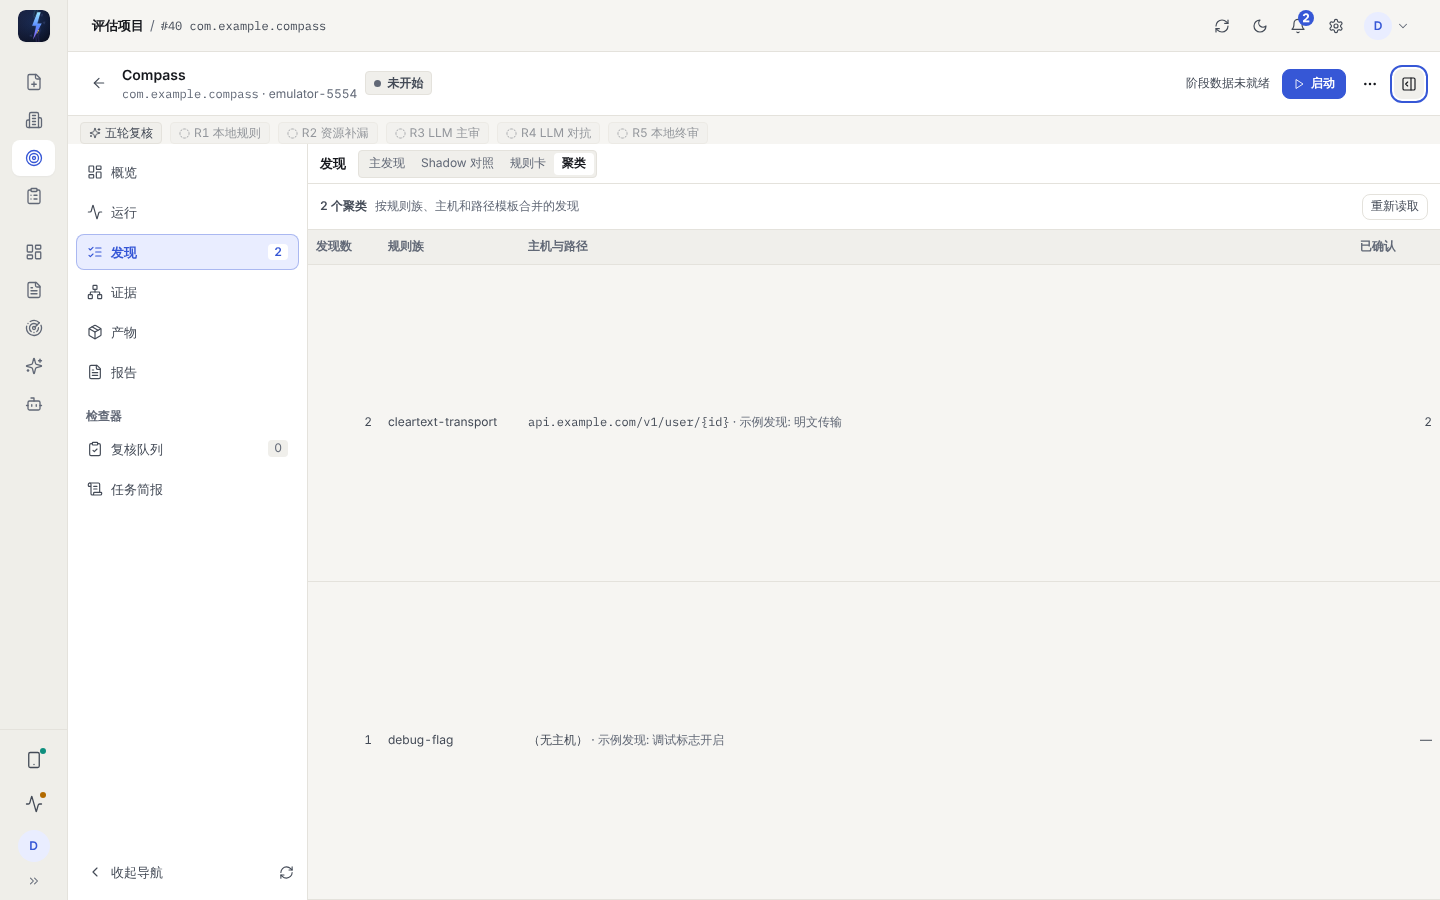 评估项目 / #40 com.example.compass
2
D
Compass
com.example.compass · emulator-5554
未开始
阶段数据未就绪
启动
五轮复核
R1 本地规则
R2 资源补漏
R3 LLM 主审
R4 LLM 对抗
R5 本地终审
概览
运行
发现 2
证据
产物
报告
检查器
复核队列 0
任务简报
收起导航
D
发现
主发现
Shadow 对照
规则卡
聚类
2 个聚类 按规则族、主机和路径模板合并的发现
重新读取
发现数 规则族 主机与路径 已确认
2 cleartext-transport api.example.com/v1/user/{id} · 示例发现: 明文传输 2
1 debug-flag （无主机） · 示例发现: 调试标志开启 —